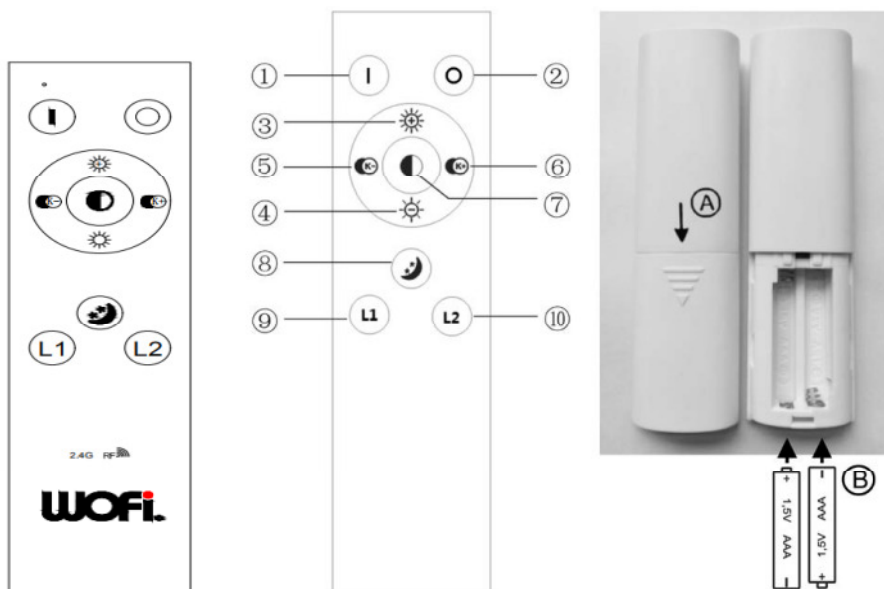 ① I O ②
③
⑤ K- K+ ⑥
④ ⑦
⑧
⑨ L1 L2 ⑩
K- K+
L1 L2
2.4G RF
WOFi
Ⓐ
Ⓑ
+ 1,5V AAA -
- AAA 1,5V +